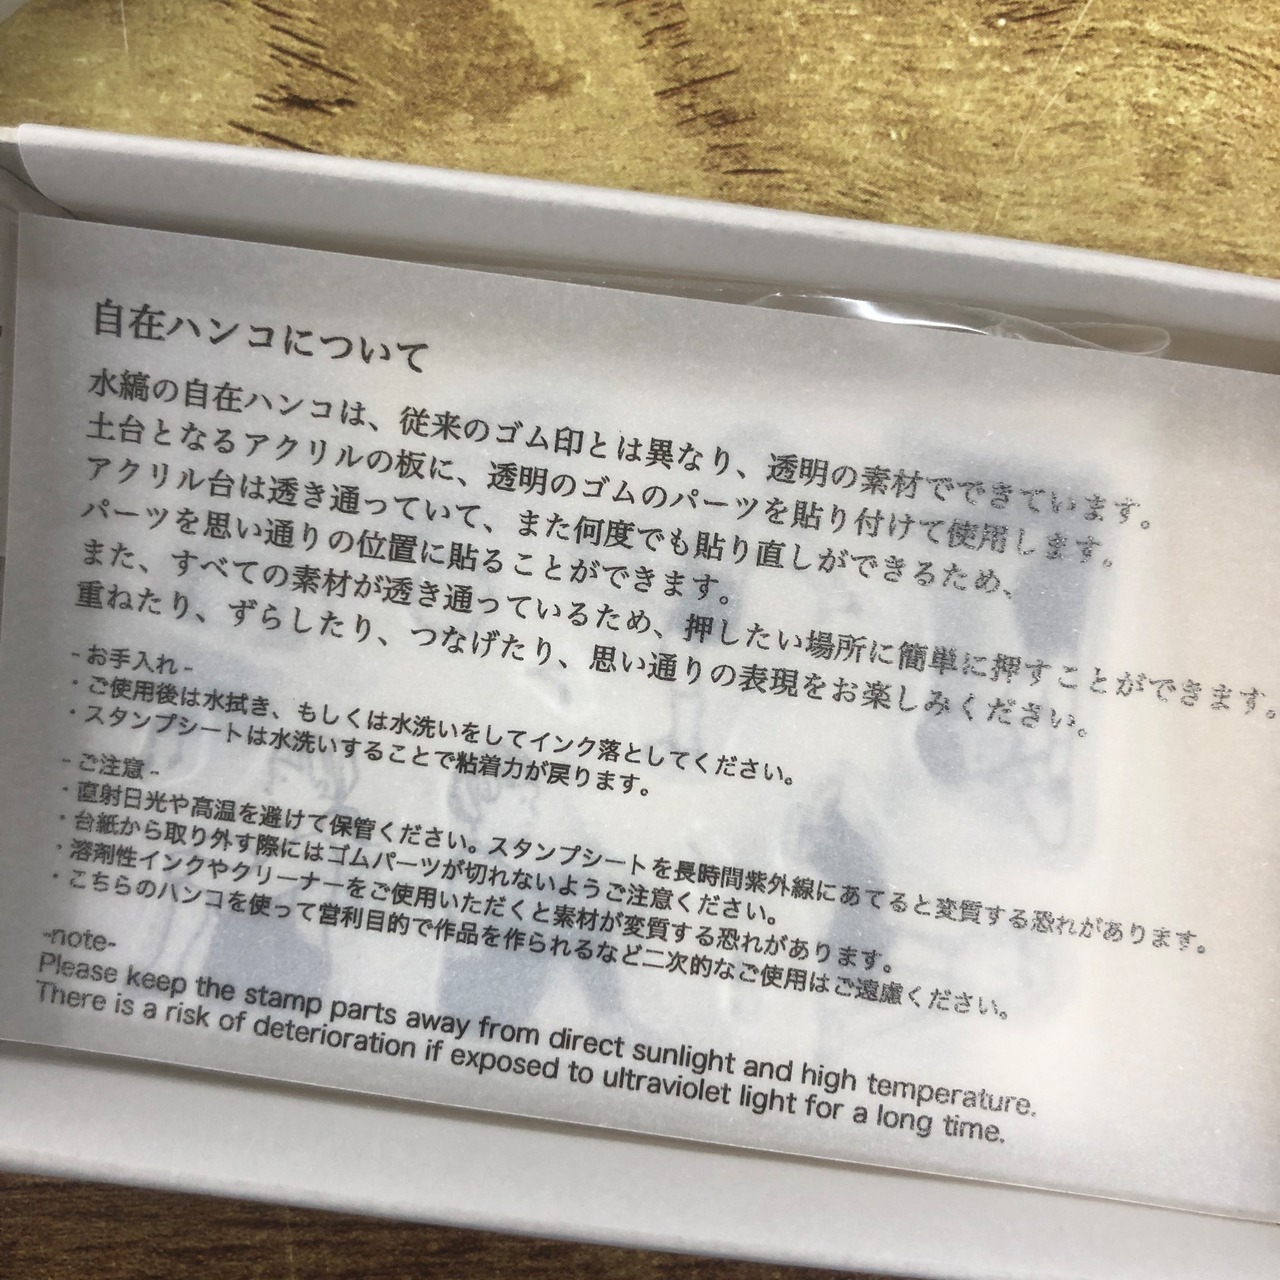 自在ハンコについて
水縞の自在ハンコは、従来のゴム印とは異なり、透明の素材でできています。
土台となるアクリルの板に、透明のゴムのパーツを貼り付けて使用します。
アクリル台は透き通っていて、また何度でも貼り直しができるため、
パーツを思い通りの位置に貼ることができます。
また、すべての素材が透き通っているため、押したい場所に簡単に押すことができます。
重ねたり、ずらしたり、つなげたり、思い通りの表現をお楽しみください。
- お手入れ -
・ご使用後は水拭き、もしくは水洗いをしてインク落としてください。
・スタンプシートは水洗いすることで粘着力が戻ります。
- ご注意 -
・直射日光や高温を避けて保管ください。スタンプシートを長時間紫外線にあてると変質する恐れがあります。
・台紙から取り外す際にはゴムパーツが切れないようご注意ください。
・溶剤性インクやクリーナーをご使用いただくと素材が変質する恐れがあります。
・こちらのハンコを使って営利目的で作品を作られるなど二次的なご使用はご遠慮ください。
-note-
Please keep the stamp parts away from direct sunlight and high temperature.
There is a risk of deterioration if exposed to ultraviolet light for a long time.